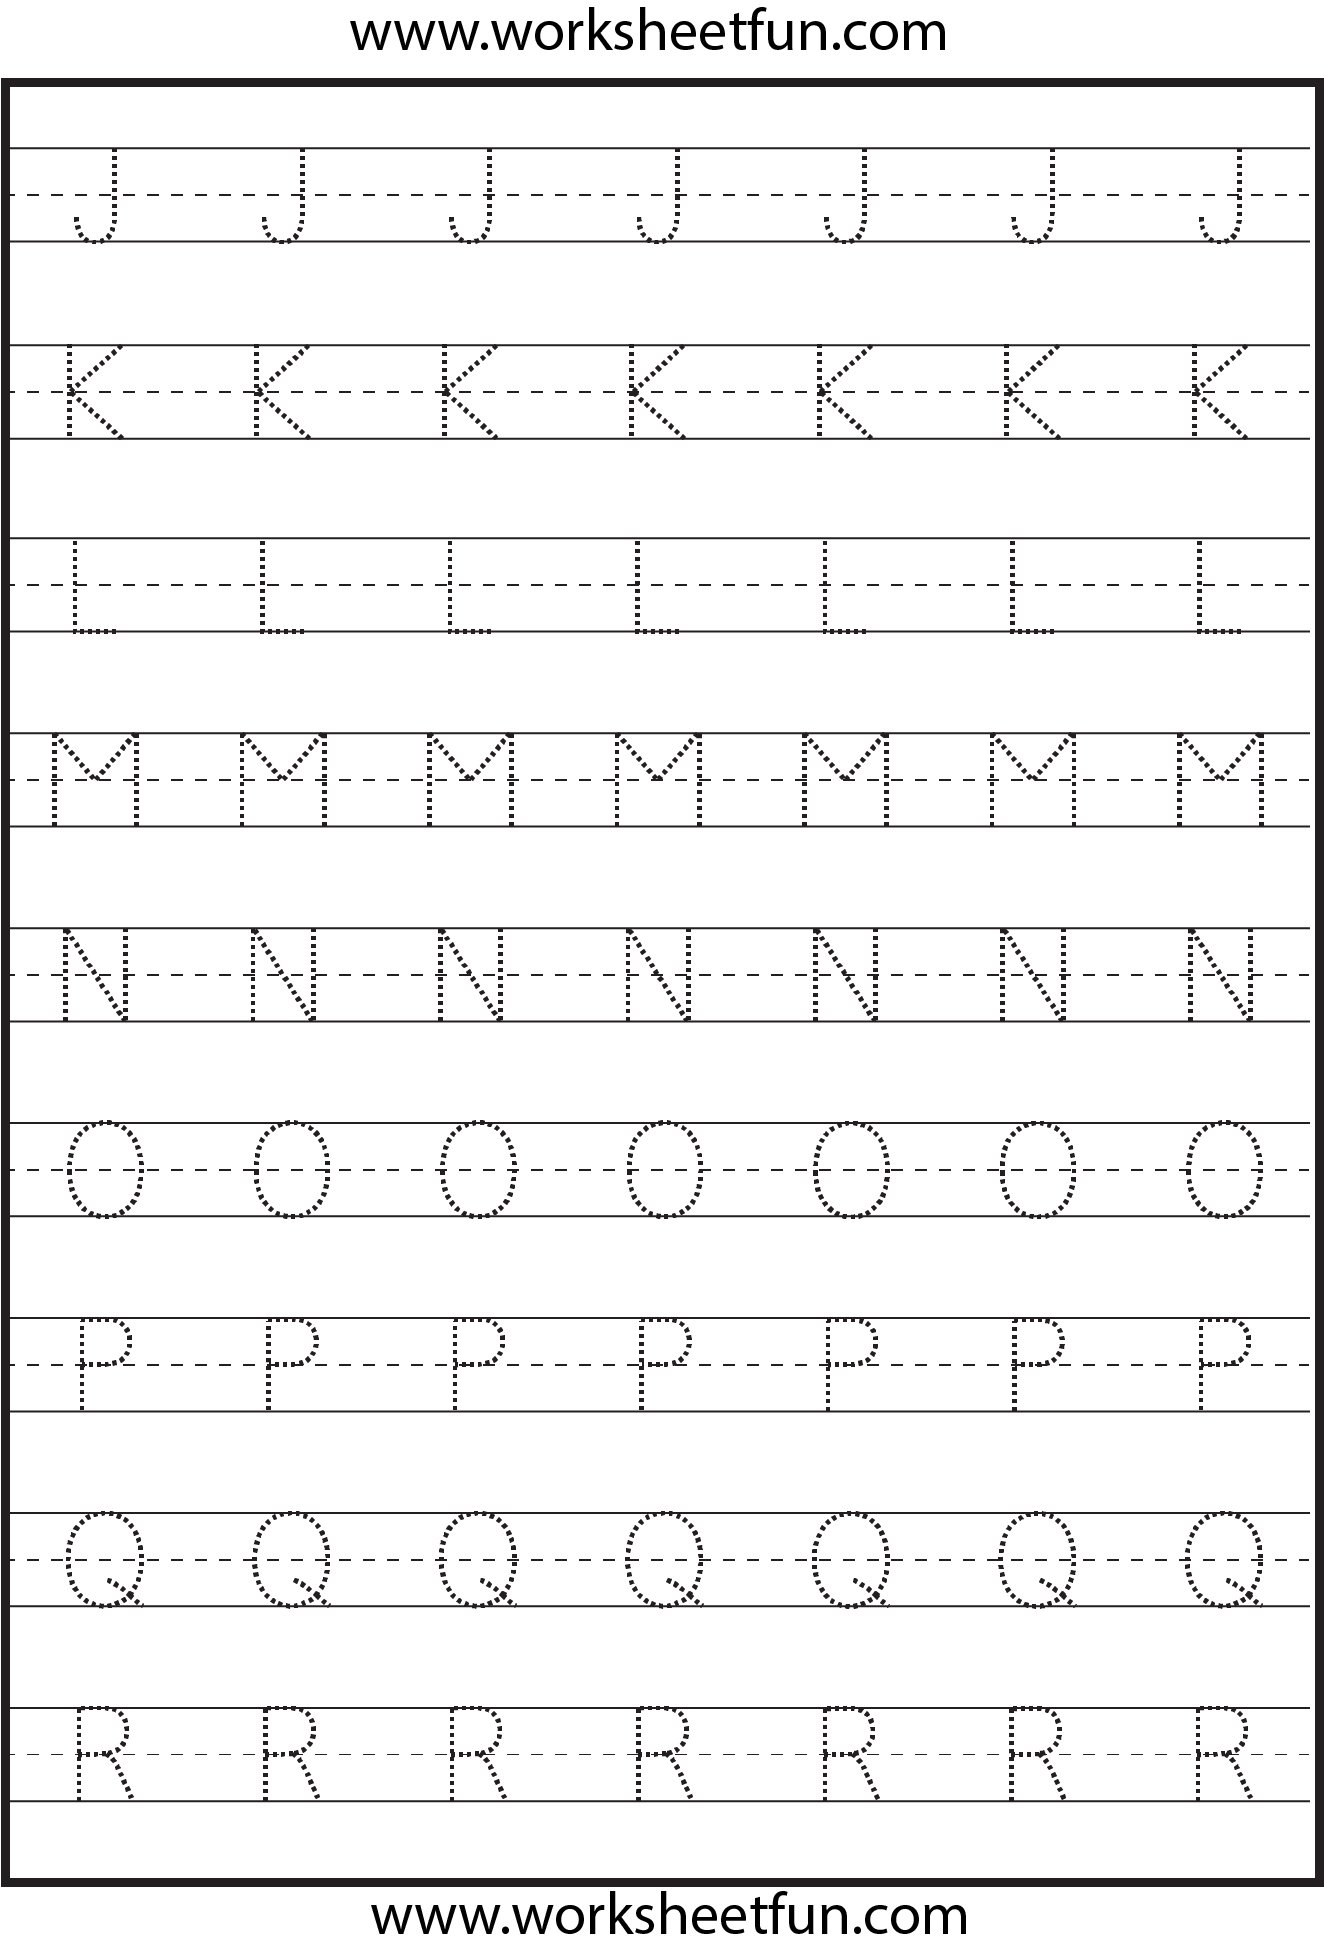 www.worksheetfun.com
J J J J J J J
K K K K K K K
L L L L L L L
M M M M M M M
N N N N N N N
O O O O O O O
P P P P P P P
Q Q Q Q Q Q Q
R R R R R R R
www.worksheetfun.com